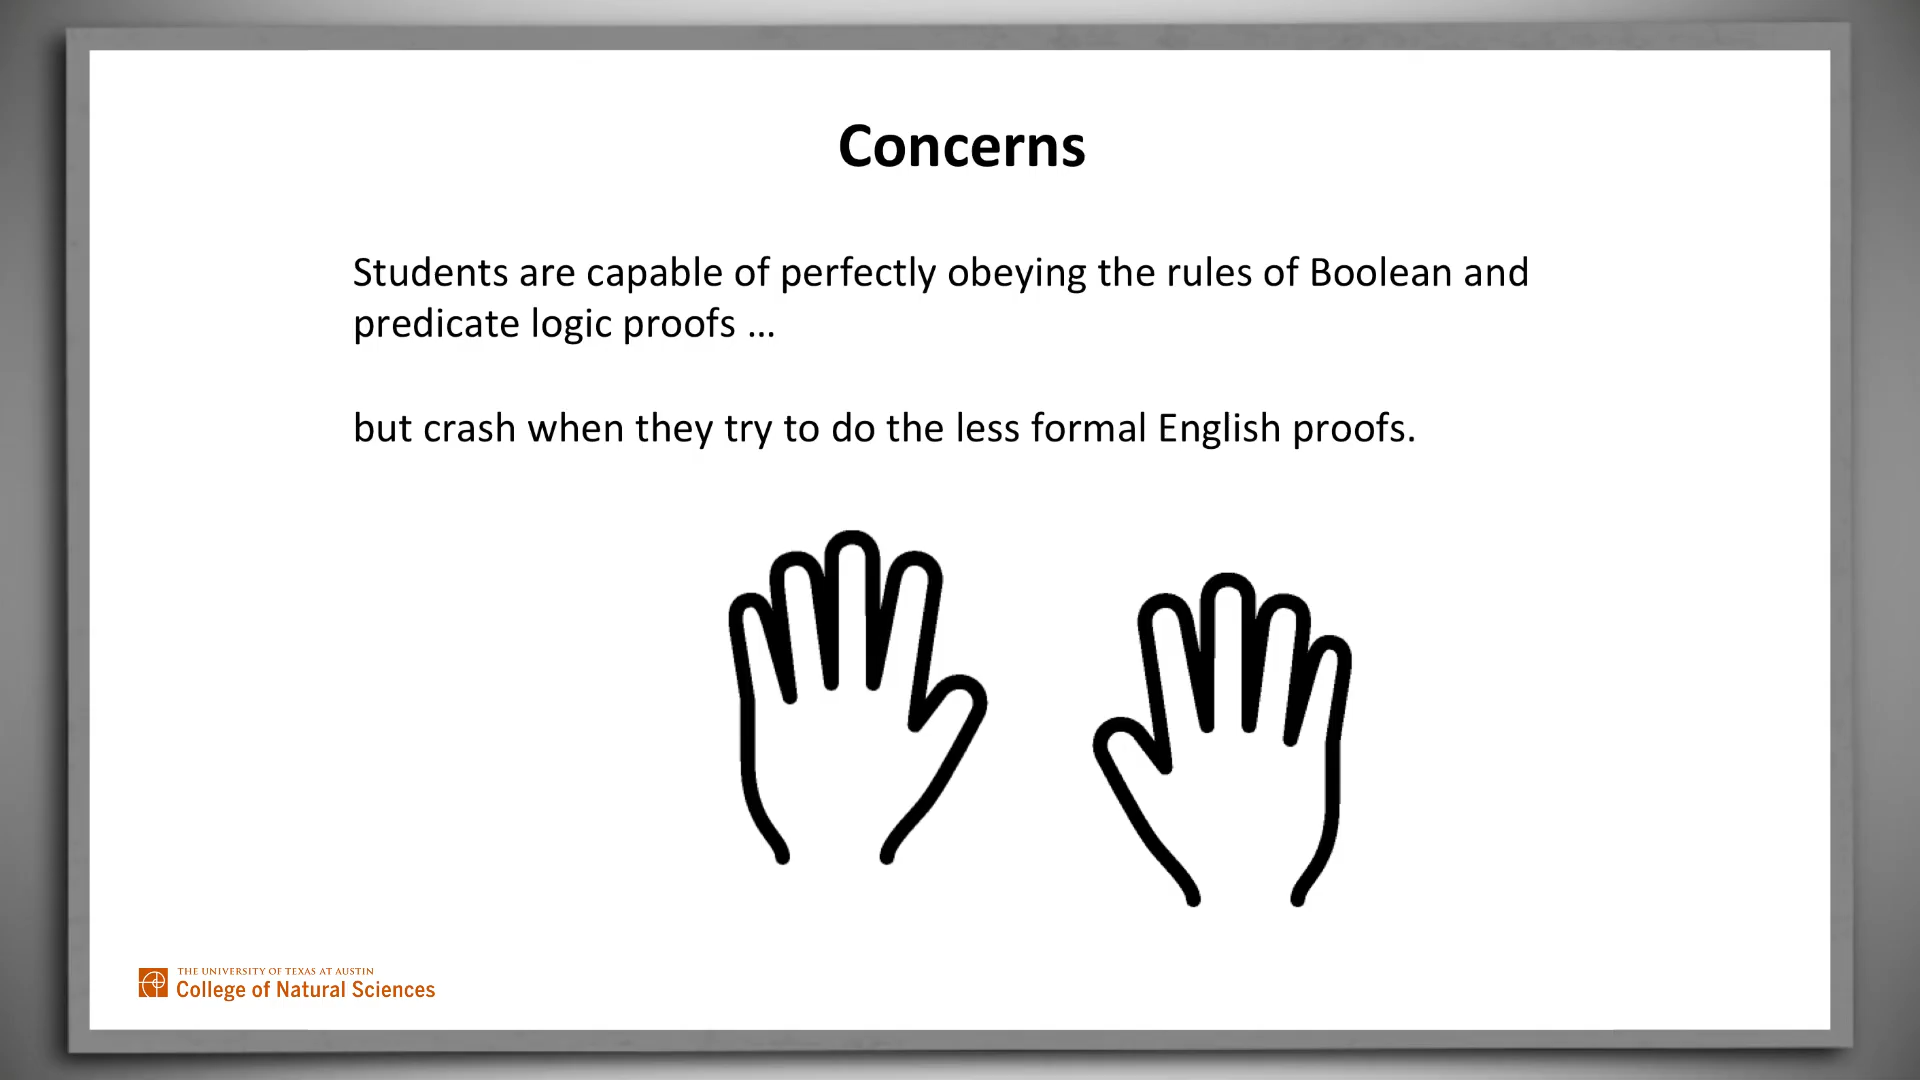 Concerns
Students are capable of perfectly obeying the rules of Boolean and
predicate logic proofs ...
but crash when they try to do the less formal English proofs.
THE UNIVERSITY OF TEXAS AT AUSTIN
College of Natural Sciences